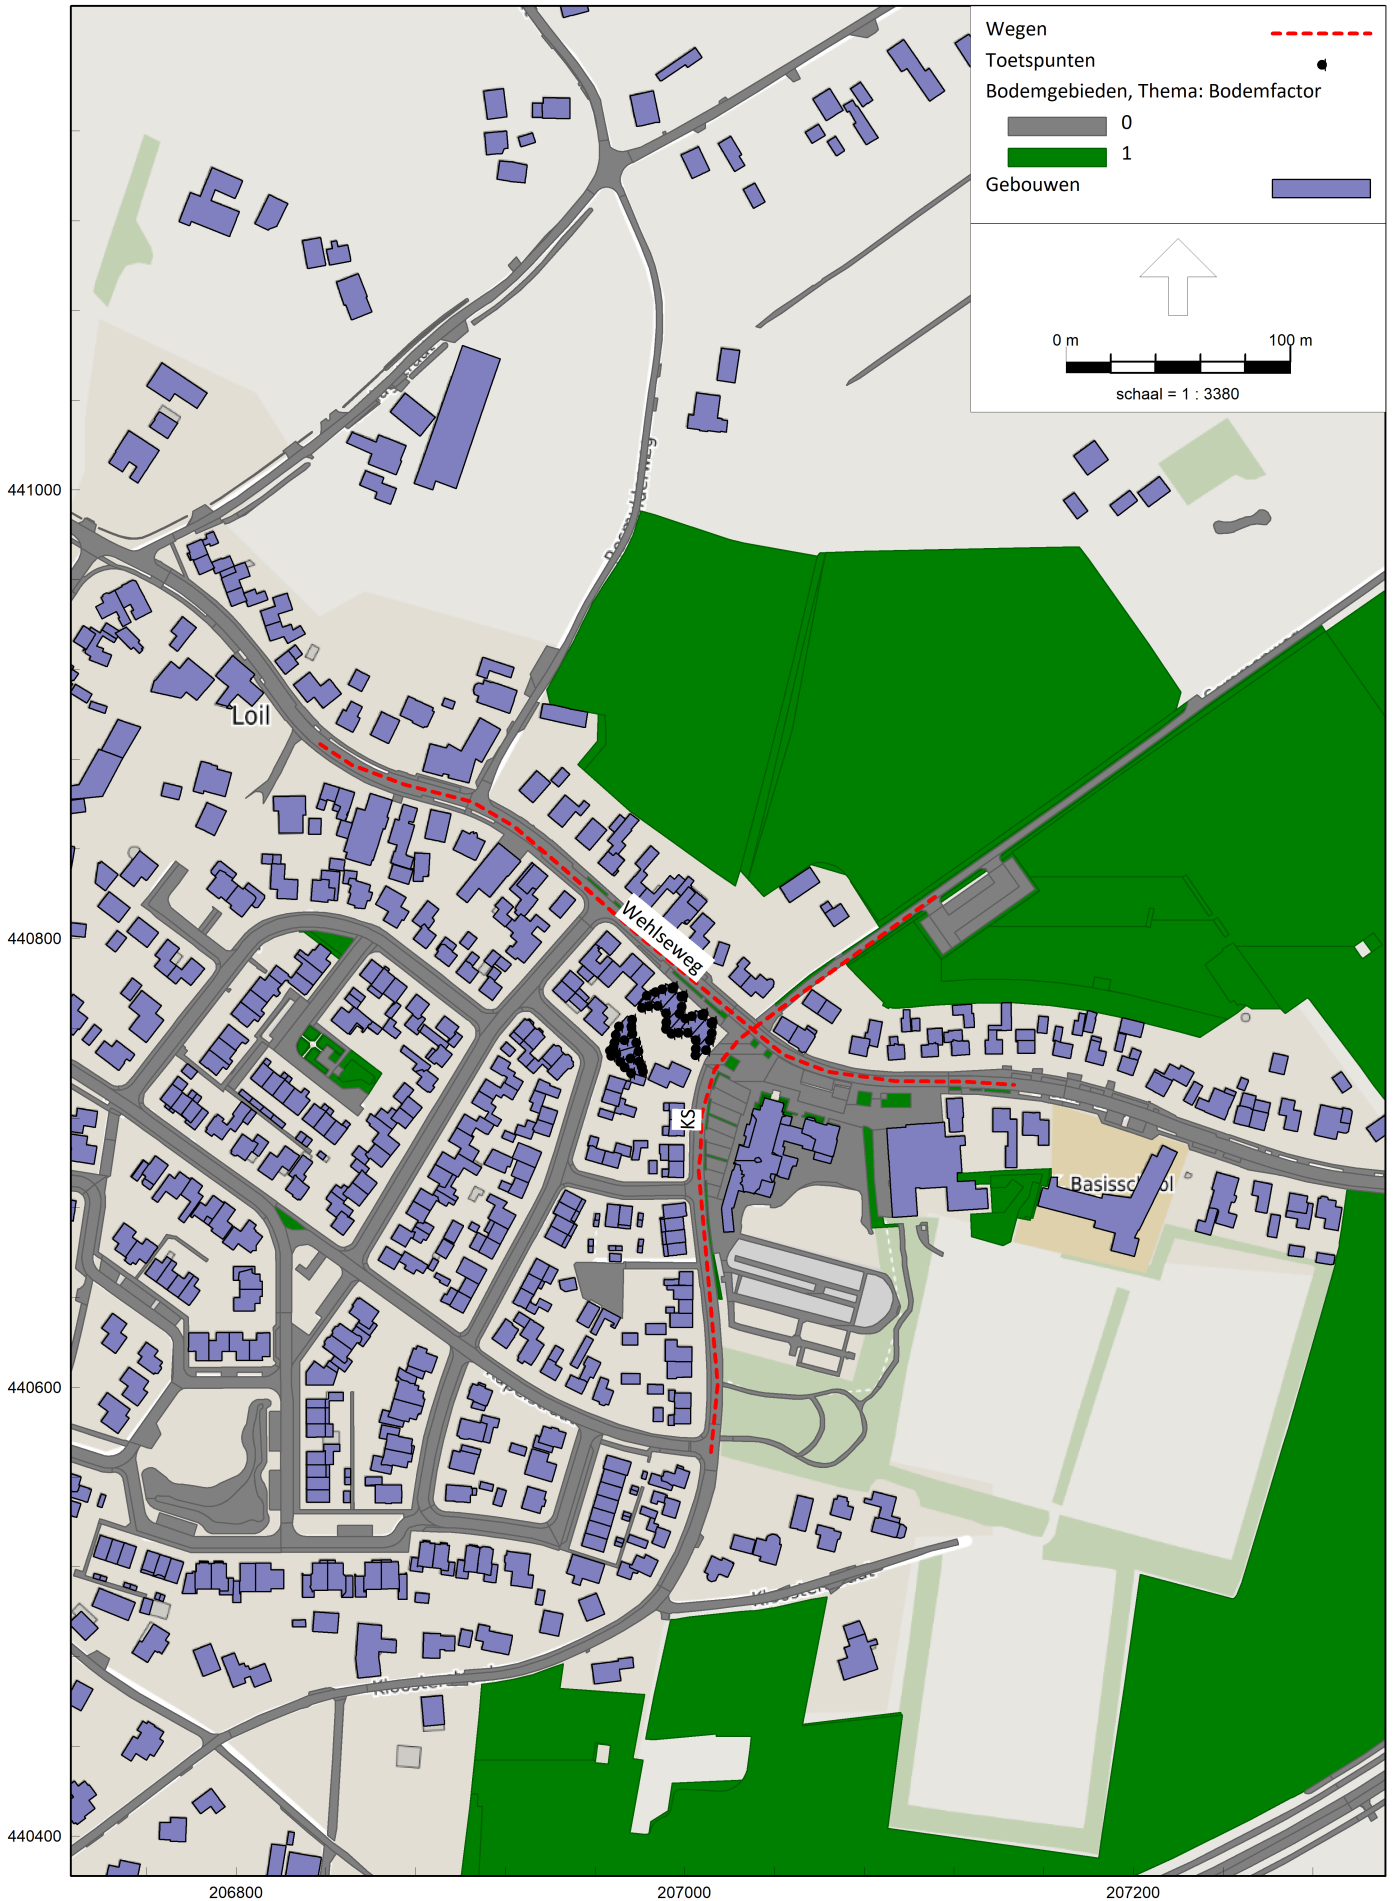 Wegen
Toetspunten
Bodemgebieden, Thema: Bodemfactor
0
1
Gebouwen
0 m 100 m
schaal = 1 : 3380
441000
Loil
440800
Wehlseweg
KS
440600
440400
206800 207000 207200